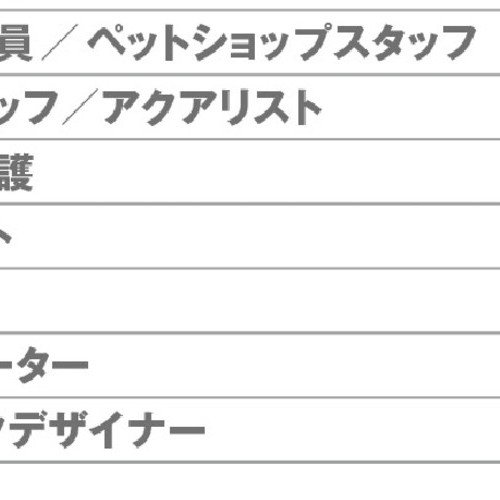 員／ペットショップスタッフ
ッフ／アクアリスト
護
ト
ーター
クデザイナー